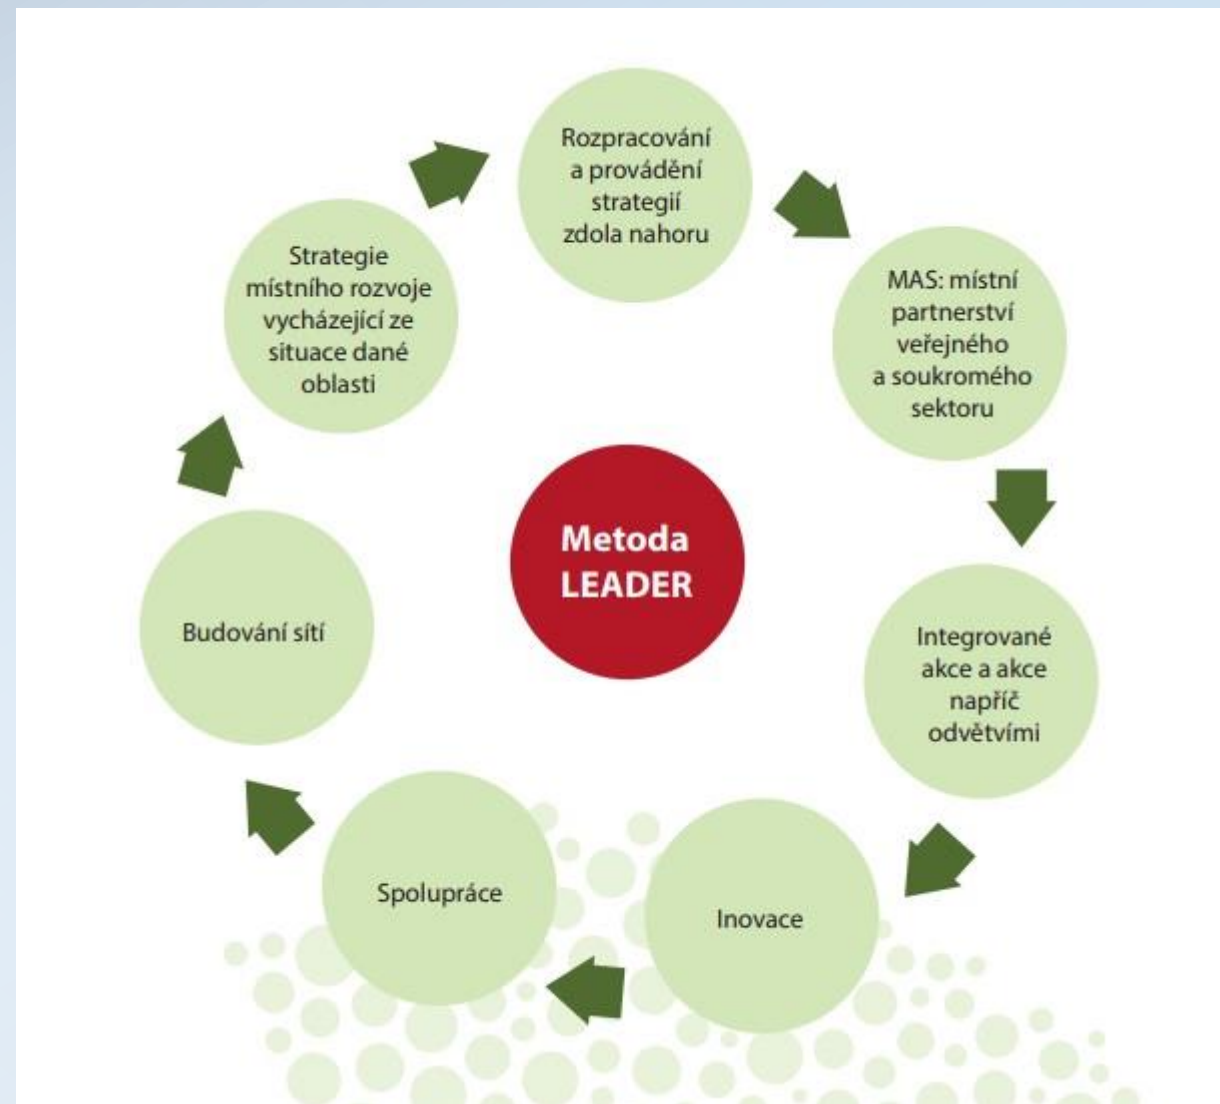 Rozpracování
a provádění
strategií
zdola nahoru
MAS: místní
partnerství
veřejného
a soukromého
sektoru
Integrované
akce a akce
napříč
odvětvími
Inovace
Spolupráce
Budování sítí
Strategie
místního rozvoje
vycházející ze
situace dané
oblasti
Metoda
LEADER